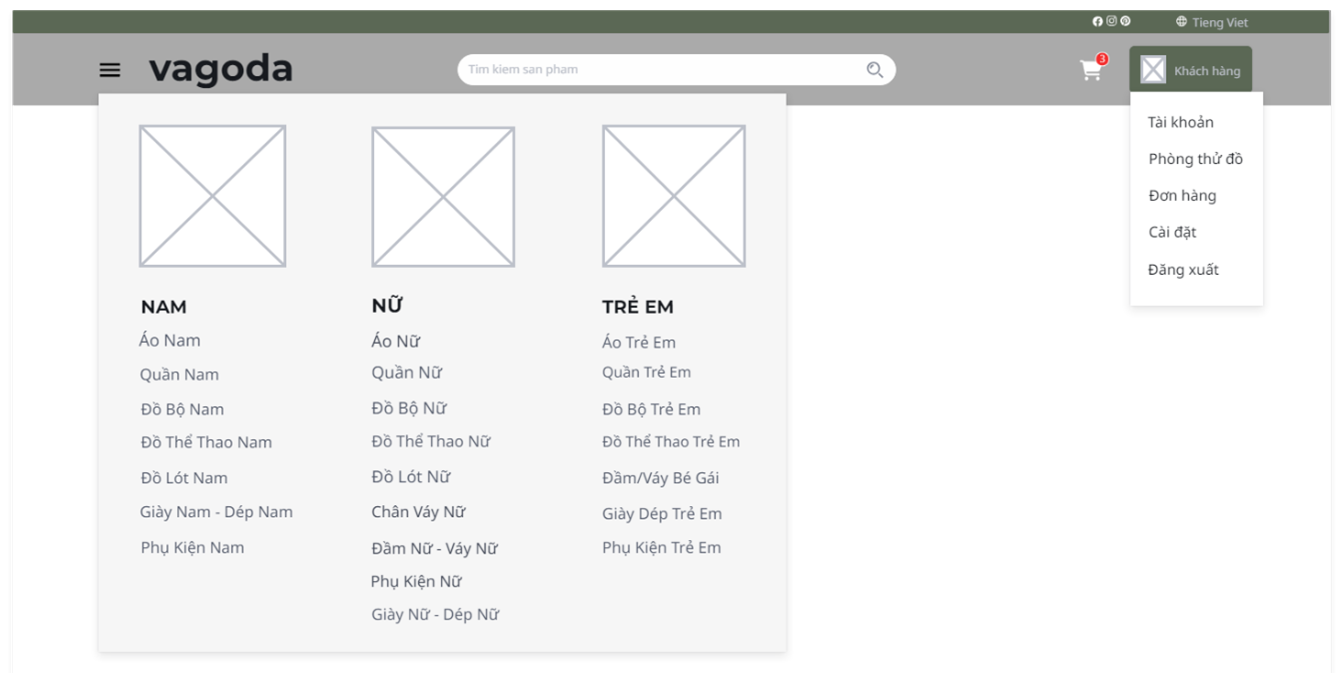 Tieng Viet
vagoda
Tim kiem san pham
3
Khách hàng
Tài khoản
Phòng thử đồ
Đơn hàng
Cài đặt
Đăng xuất
NAM
Áo Nam
Quần Nam
Đồ Bộ Nam
Đồ Thể Thao Nam
Đồ Lót Nam
Giày Nam - Dép Nam
Phụ Kiện Nam
NỮ
Áo Nữ
Quần Nữ
Đồ Bộ Nữ
Đồ Thể Thao Nữ
Đồ Lót Nữ
Chân Váy Nữ
Đầm Nữ - Váy Nữ
Phụ Kiện Nữ
Giày Nữ - Dép Nữ
TRẺ EM
Áo Trẻ Em
Quần Trẻ Em
Đồ Bộ Trẻ Em
Đồ Thể Thao Trẻ Em
Đầm/Váy Bé Gái
Giày Dép Trẻ Em
Phụ Kiện Trẻ Em